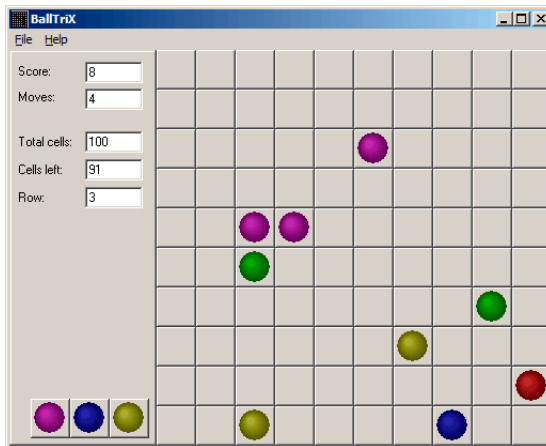 BallTriX
File Help
Score: 8
Moves: 4
Total cells: 100
Cells left: 91
Row: 3